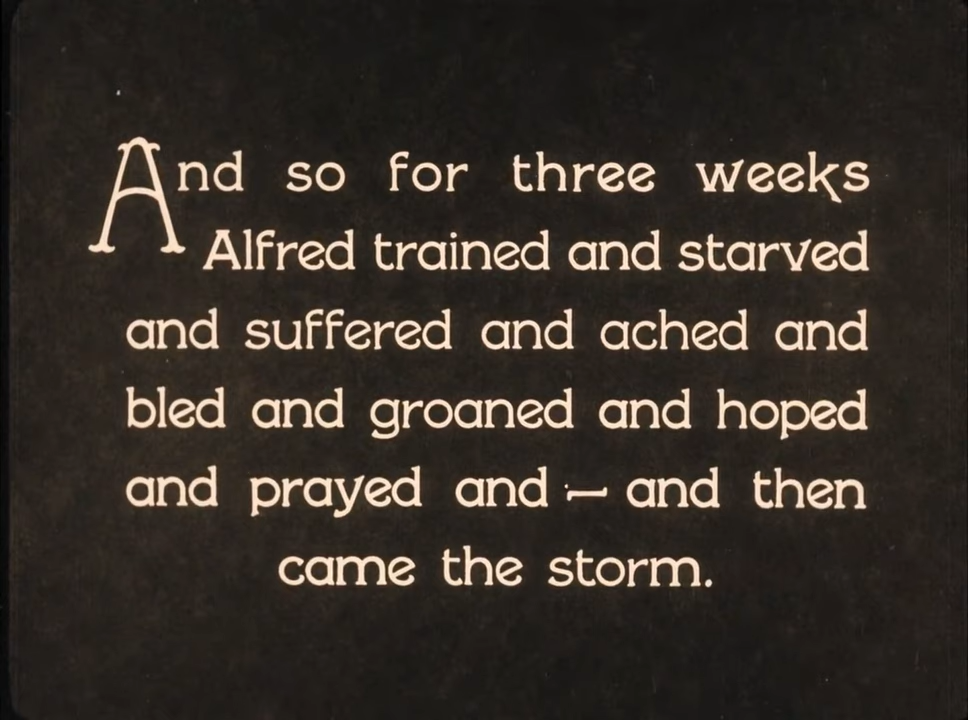 And so for three weeks
Alfred trained and starved
and suffered and ached and
bled and groaned and hoped
and prayed and — and then
came the storm.